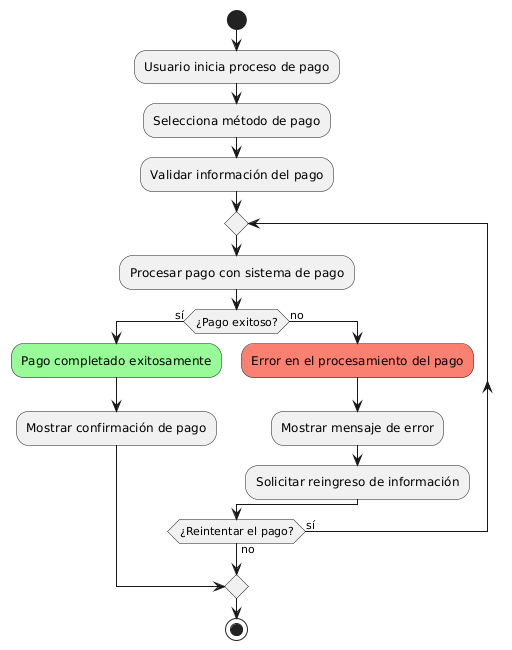 Usuario inicia proceso de pago
Selecciona método de pago
Validar información del pago
Procesar pago con sistema de pago
sí
¿Pago exitoso?
no
Pago completado exitosamente
Error en el procesamiento del pago
Mostrar confirmación de pago
Mostrar mensaje de error
Solicitar reingreso de información
¿Reintentar el pago?
sí
no